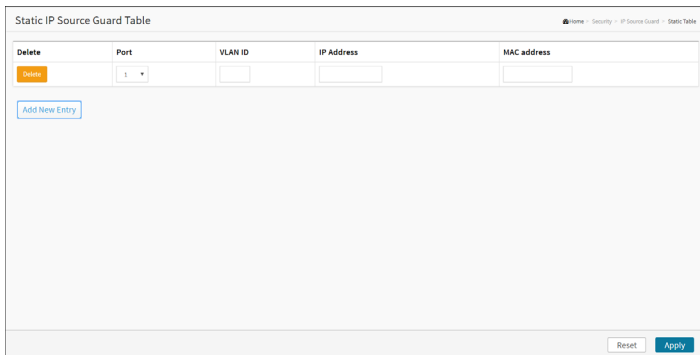 Static IP Source Guard Table
Home > Security > IP Source Guard > Static Table
Delete Port VLAN ID IP Address MAC address
Delete 1
Add New Entry
Reset Apply